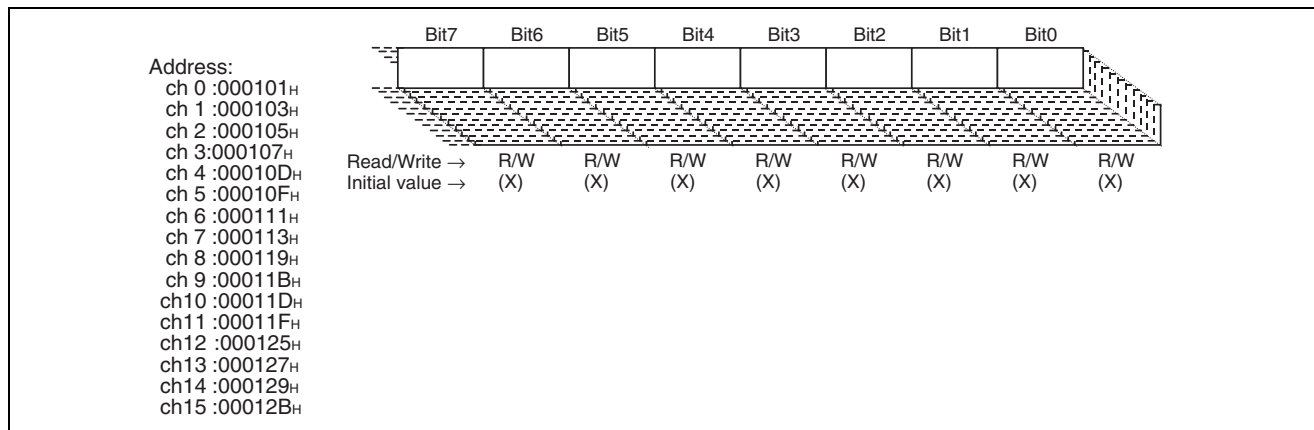 Bit7 Bit6 Bit5 Bit4 Bit3 Bit2 Bit1 Bit0
Address:
ch 0 :000101H
ch 1 :000103H
ch 2 :000105H
ch 3:000107H
ch 4 :00010DH
ch 5 :00010FH
ch 6 :000111H
ch 7 :000113H
ch 8 :000119H
ch 9 :00011BH
ch10 :00011DH
ch11 :00011FH
ch12 :000125H
ch13 :000127H
ch14 :000129H
ch15 :00012BH
Read/Write → R/W R/W R/W R/W R/W R/W R/W R/W
Initial value → (X) (X) (X) (X) (X) (X) (X) (X)